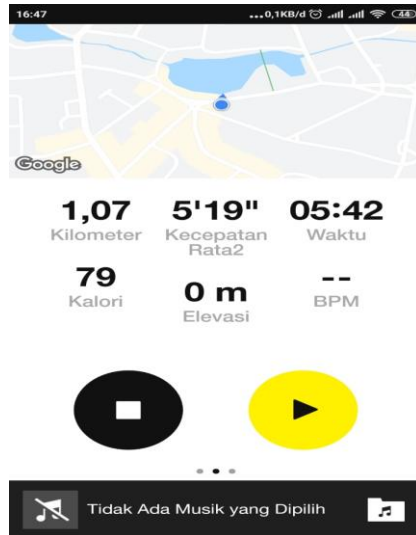 16:47
...0,1KB/d
44
Google
1,07 5'19" 05:42
Kilometer Kecepatan Waktu
Rata2
79 0 m --
Kalori Elevasi BPM
Tidak Ada Musik yang Dipilih